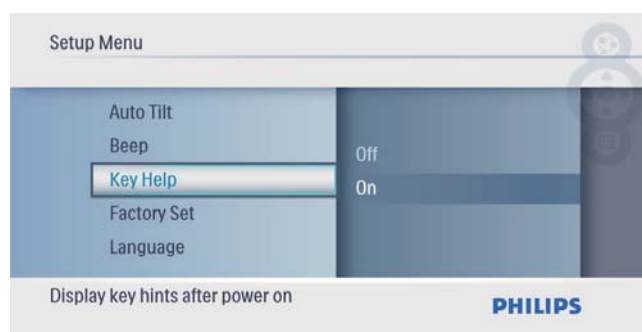 Setup Menu
Auto Tilt
Beep
Key Help
Factory Set
Language
Off
On
Display key hints after power on
PHILIPS